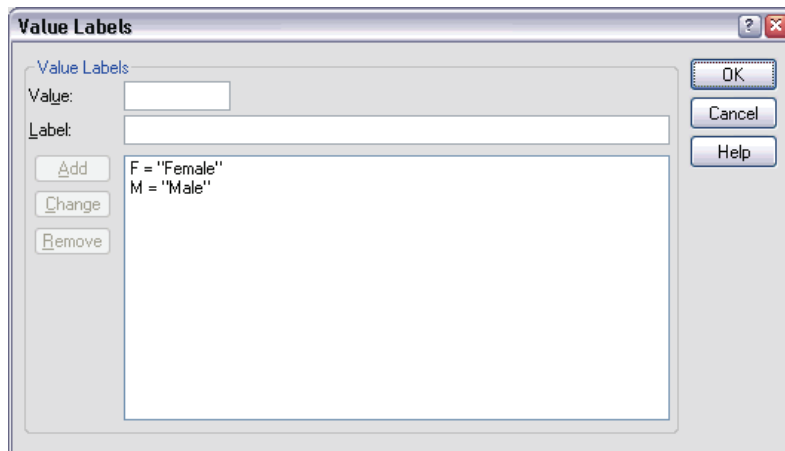 Value Labels
Value Labels
OK
Value:
Cancel
Label:
Help
Add
F = "Female"
M = "Male"
Change
Remove